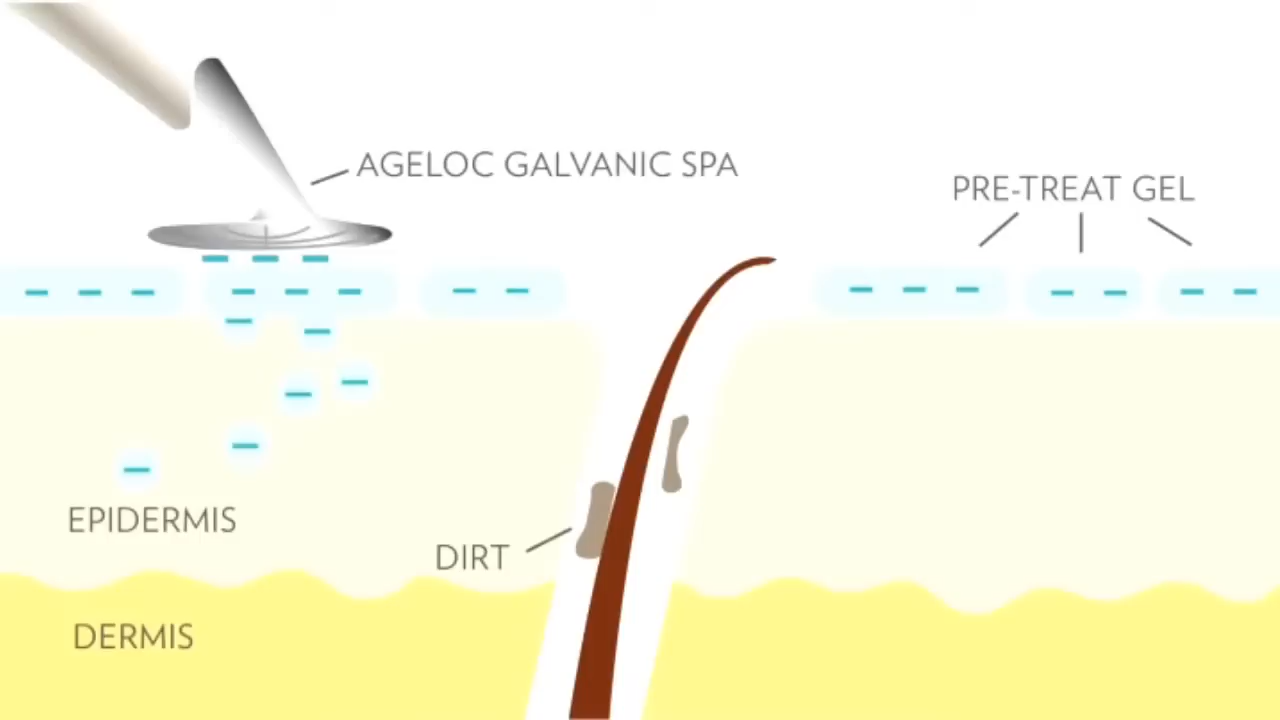 AGELOC GALVANIC SPA
PRE-TREAT GEL
EPIDERMIS
DIRT
DERMIS